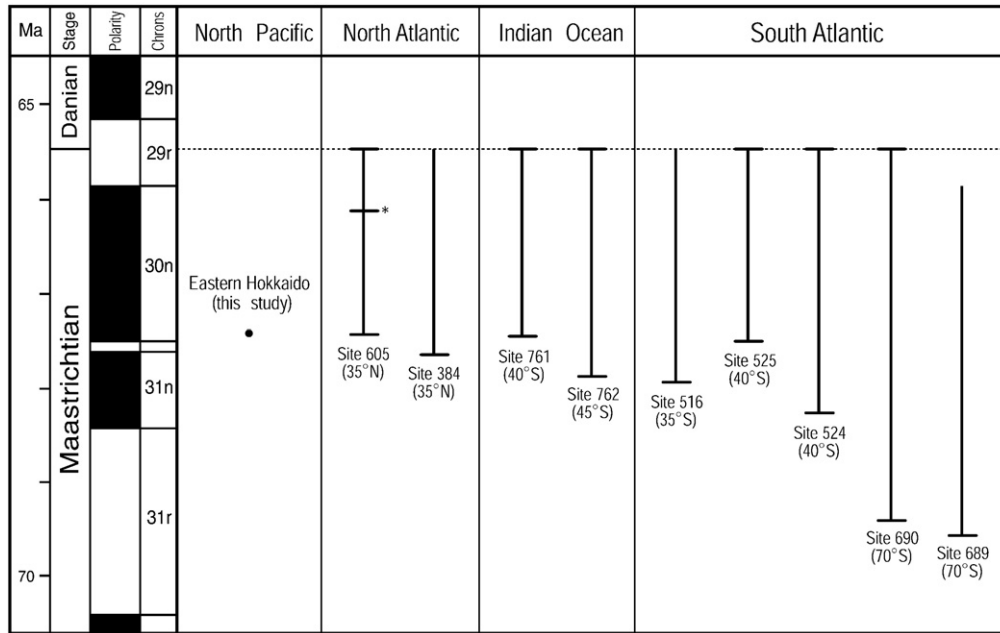 Ma Stage Polarity Chrons North Pacific North Atlantic Indian Ocean South Atlantic
65
Danian
29n
29r
*
30n
Eastern Hokkaido
(this study)
Maastrichtian
31n
31r
70
Site 605
(35°N)
Site 384
(35°N)
Site 761
(40°S)
Site 762
(45°S)
Site 516
(35°S)
Site 525
(40°S)
Site 524
(40°S)
Site 690
(70°S)
Site 689
(70°S)